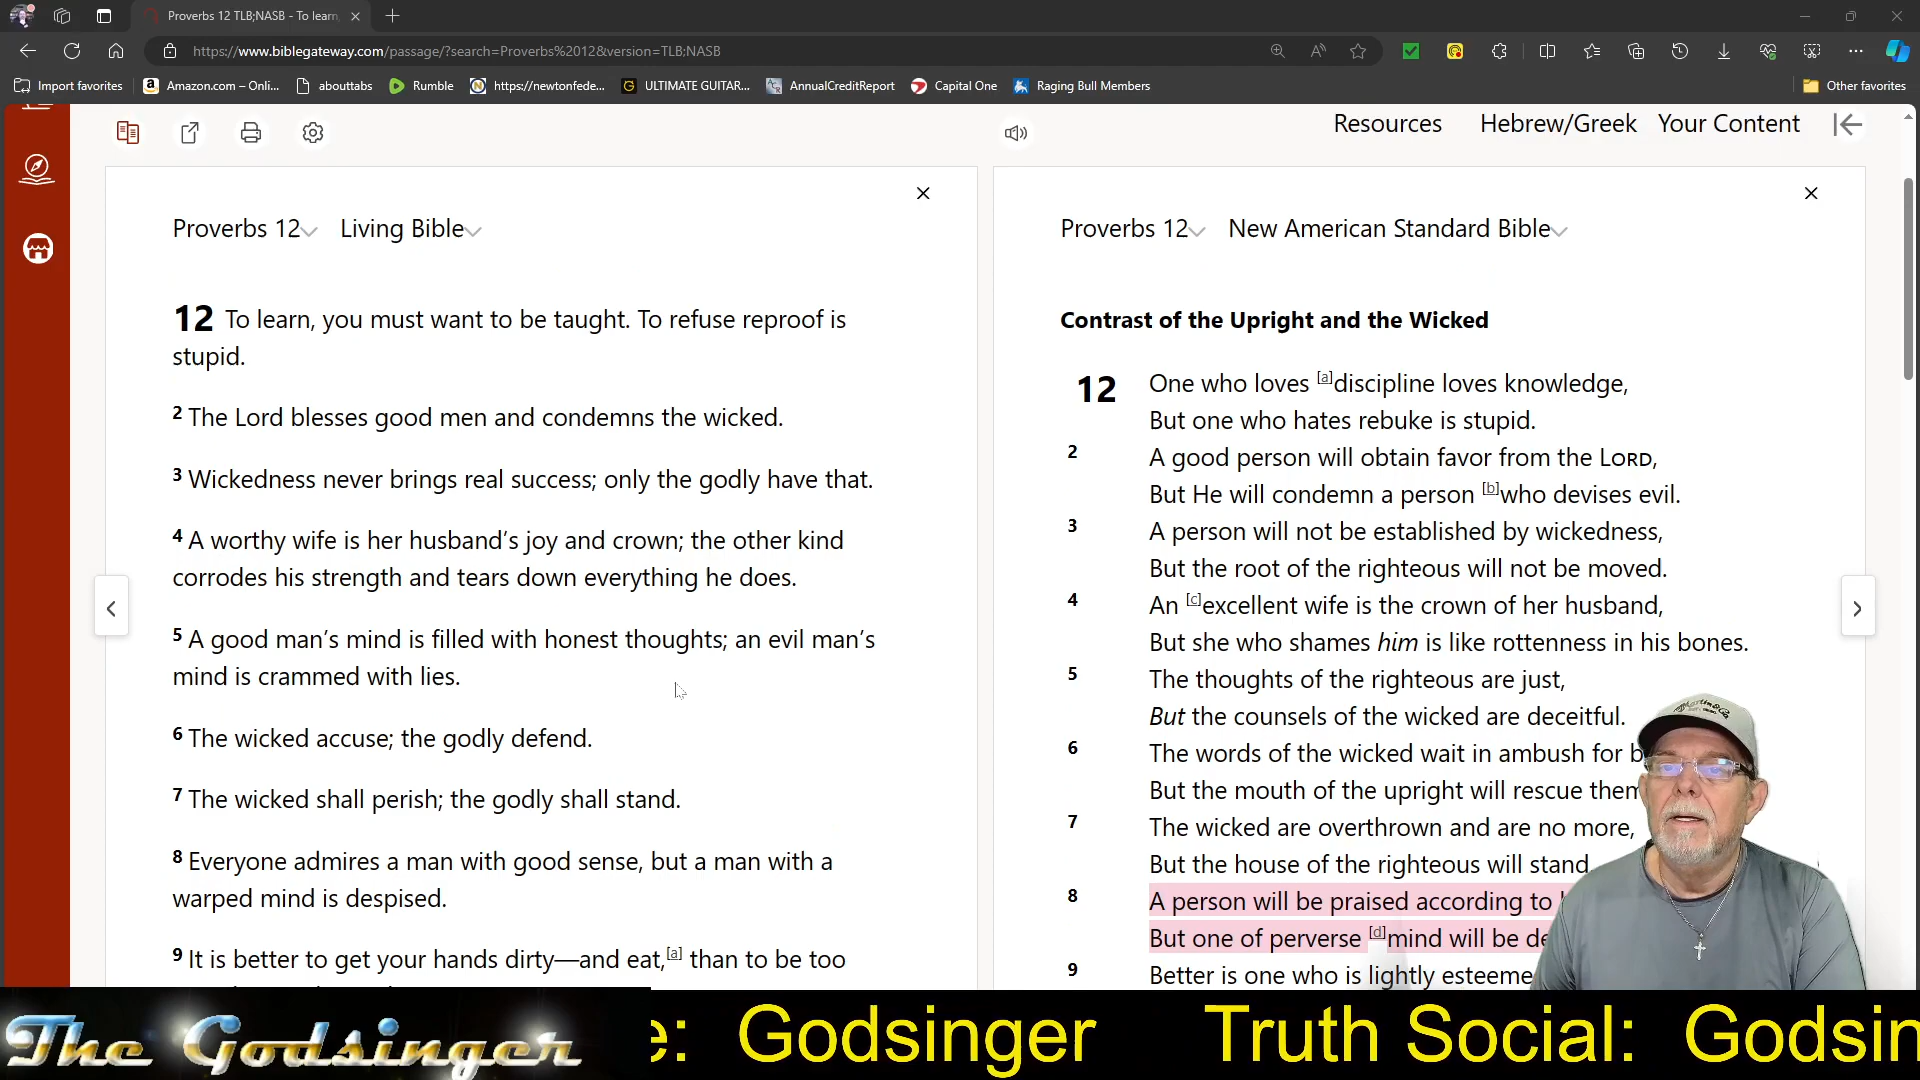 Proverbs 12 TLB;NASB - To learn,
https://www.biblegateway.com/passage/?search=Proverbs%2012&version=TLB;NASB
Import favorites
Amazon.com – Onli...
abouttabs
Rumble
https://newtonfede...
ULTIMATE GUITAR...
AnnualCreditReport
Capital One
Raging Bull Members
Other favorites
Resources
Hebrew/Greek
Your Content
Proverbs 12 Living Bible
12 To learn, you must want to be taught. To refuse reproof is
stupid.
2 The Lord blesses good men and condemns the wicked.
3 Wickedness never brings real success; only the godly have that.
4 A worthy wife is her husband’s joy and crown; the other kind
corrodes his strength and tears down everything he does.
5 A good man’s mind is filled with honest thoughts; an evil man’s
mind is crammed with lies.
6 The wicked accuse; the godly defend.
7 The wicked shall perish; the godly shall stand.
8 Everyone admires a man with good sense, but a man with a
warped mind is despised.
9 It is better to get your hands dirty—and eat,[a] than to be too
Proverbs 12 New American Standard Bible
Contrast of the Upright and the Wicked
12 One who loves [a]discipline loves knowledge,
But one who hates rebuke is stupid.
2 A good person will obtain favor from the LORD,
But He will condemn a person [b]who devises evil.
3 A person will not be established by wickedness,
But the root of the righteous will not be moved.
4 An [c]excellent wife is the crown of her husband,
But she who shames him is like rottenness in his bones.
5 The thoughts of the righteous are just,
But the counsels of the wicked are deceitful.
6 The words of the wicked wait in ambush for
But the mouth of the upright will rescue them
7 The wicked are overthrown and are no more,
But the house of the righteous will stand
8 A person will be praised according to
But one of perverse [d]mind will be
9 Better is one who is lightly
The Godsinger
e: Godsinger Truth Social: Godsin